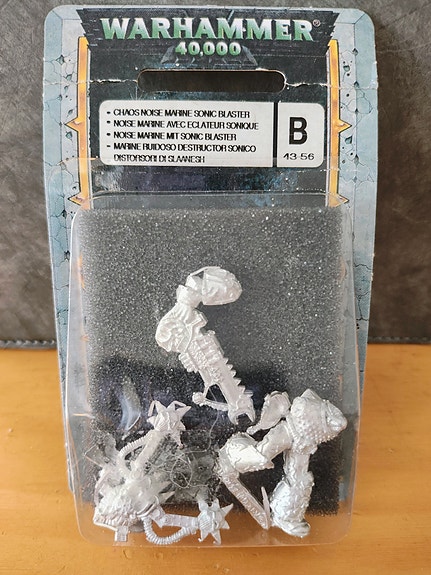 WARHAMMER®
40,000
• CHAOS NOISE MARINE SONIC BLASTER
• NOISE MARINE AVEC ECLATEUR SONIQUE
• NOISE MARINE MIT SONIC BLASTER
• MARINE RUIDOSO DESTRUCTOR SONICO
DISTORSORI DI SLAANESH
B
43-56